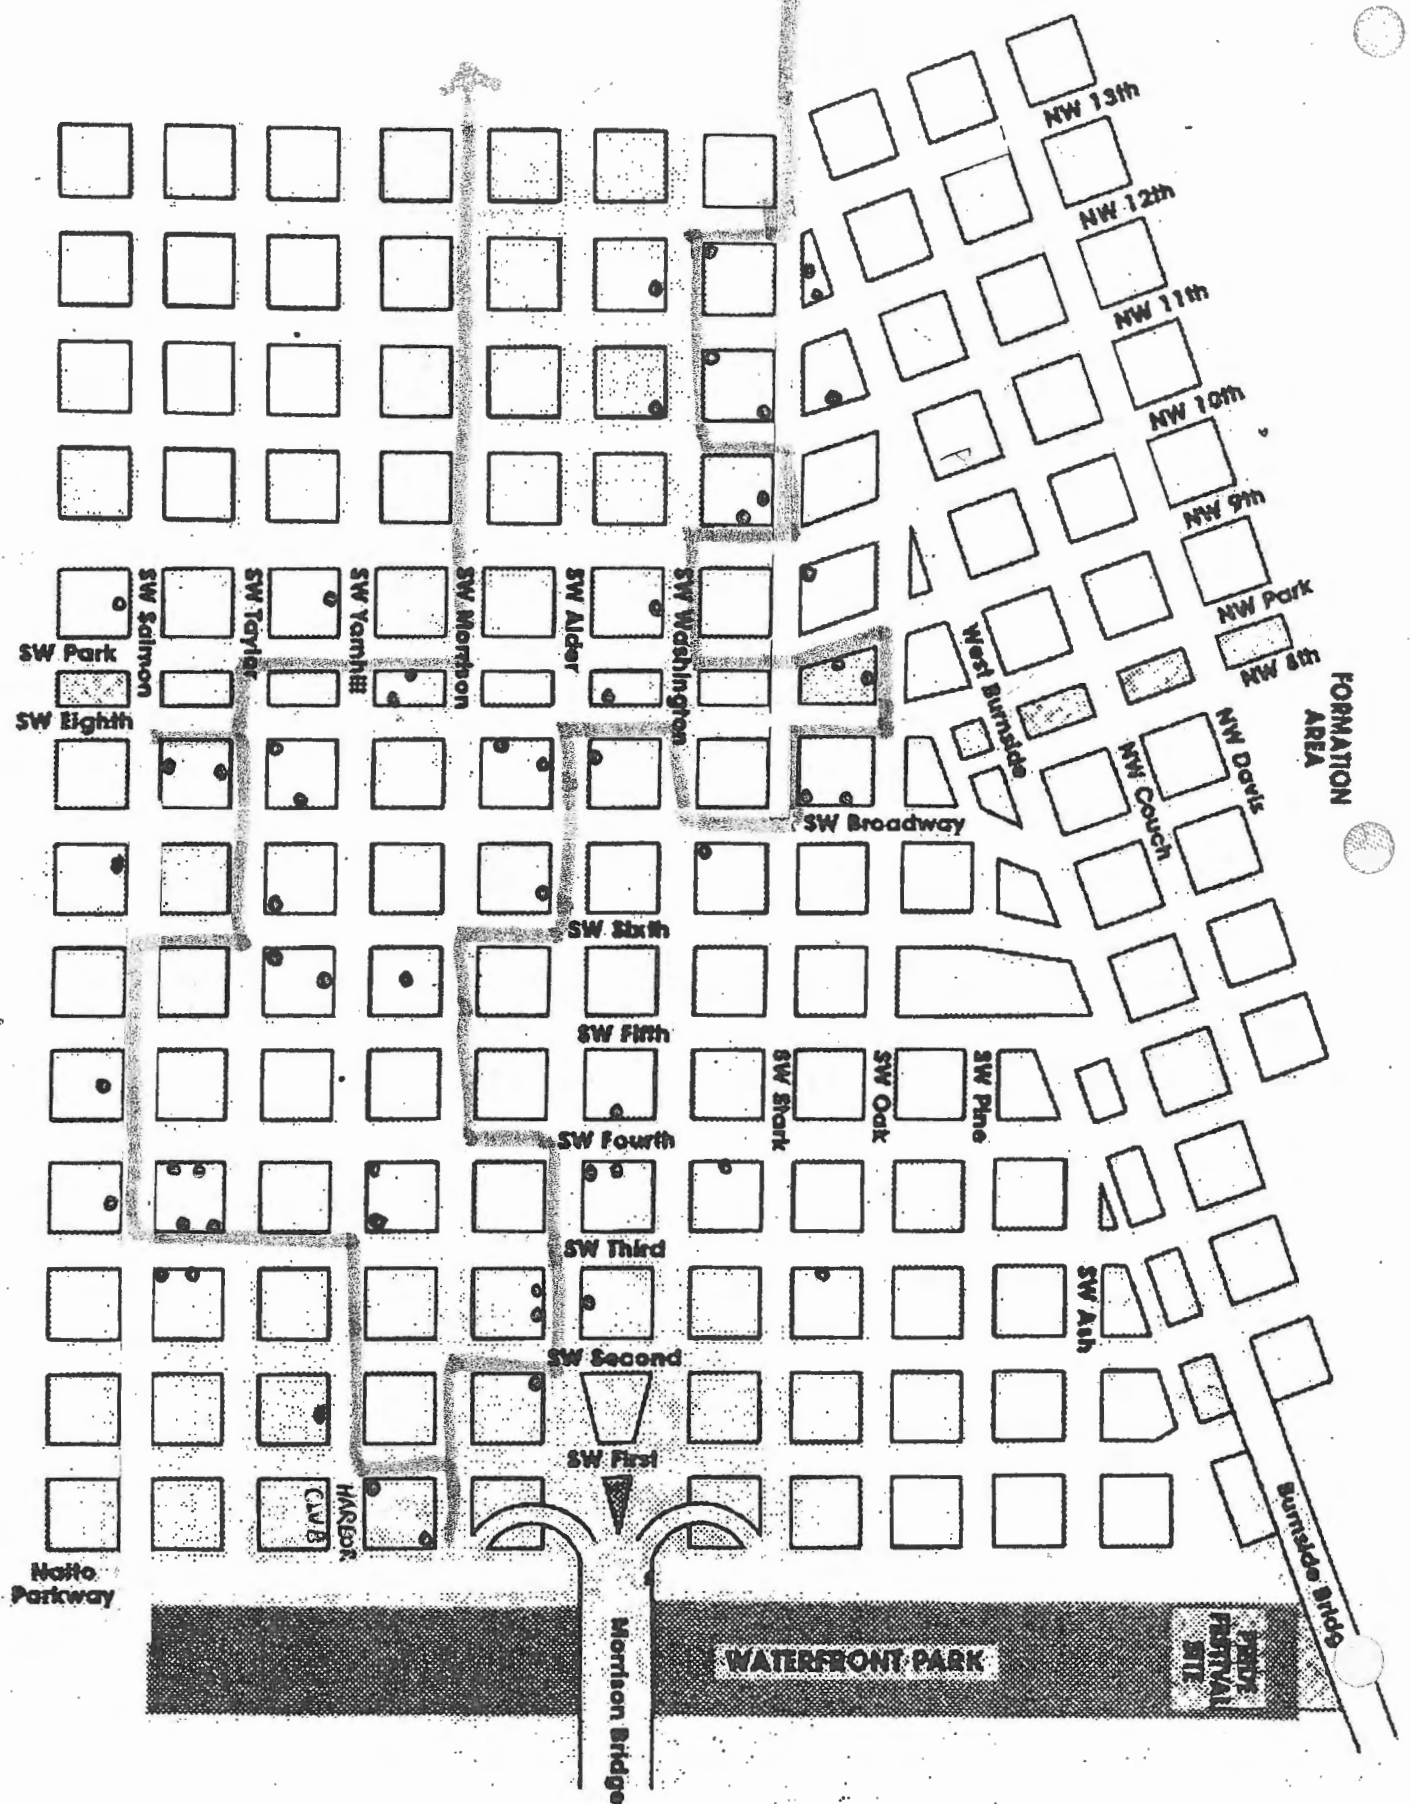 NW 13th
NW 12th
NW 11th
NW 10th
NW 9th
NW Park
NW 8th
FORMATION
AREA
SW Salmon
SW Taylor
SW Yamhill
SW Morrison
SW Alder
SW Washington
West Burnside
NW Couch
NW Davis
SW Park
SW Eighth
SW Broadway
SW Sixth
SW Fifth
SW Stark
SW Oak
SW Pine
SW Fourth
SW Third
SW Ash
SW Second
SW First
HARBOR
CLUB
Burnside Bridg
Naito
Parkway
Morrison Bridge
WATERFRONT PARK
PRIDE
FESTIVAL
SITE